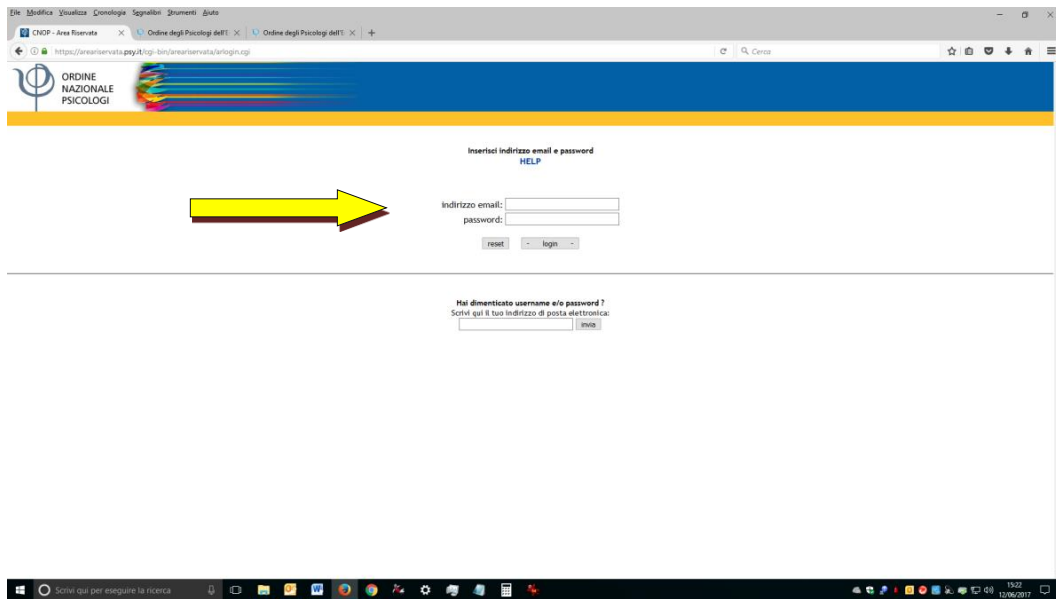 File Modifica Visualizza Cronologia Segnalibri Strumenti Aiuto
CNOP - Area Riservata
Ordine degli Psicologi dell'E
Ordine degli Psicologi dell'E
https://areariservata.psy.it/cgi-bin/areariservata/arlogin.cgi
Cerca
ORDINE
NAZIONALE
PSICOLOGI
Inserisci indirizzo email e password
HELP
indirizzo email:
password:
reset - login -
Hai dimenticato username e/o password ?
Scrivi qui il tuo indirizzo di posta elettronica:
invia
Scrivi qui per eseguire la ricerca
15:22
12/06/2017